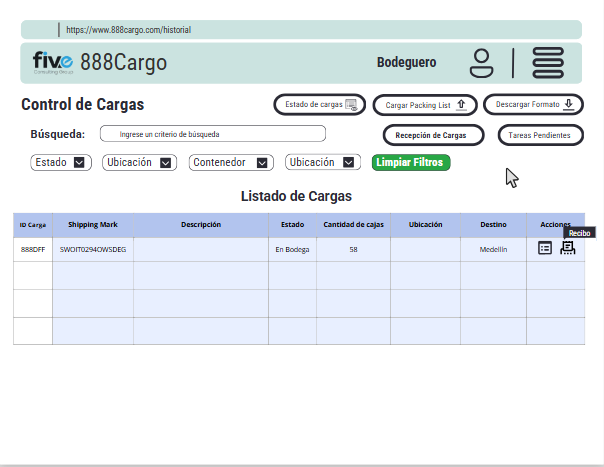 https://www.888cargo.com/historial
five
Consulting Group
888Cargo
Bodeguero
Control de Cargas
Estado de cargas
Cargar Packing List
Descargar Formato
Búsqueda:
Ingrese un criterio de búsqueda
Recepción de Cargas
Tareas Pendientes
Estado
Ubicación
Contenedor
Ubicación
Limpiar Filtros
Listado de Cargas
ID Carga Shipping Mark Descripción Estado Cantidad de cajas Ubicación Destino Acciones
Recibo
888DFF SWOIT0294OWSDEG En Bodega 58 Medellín